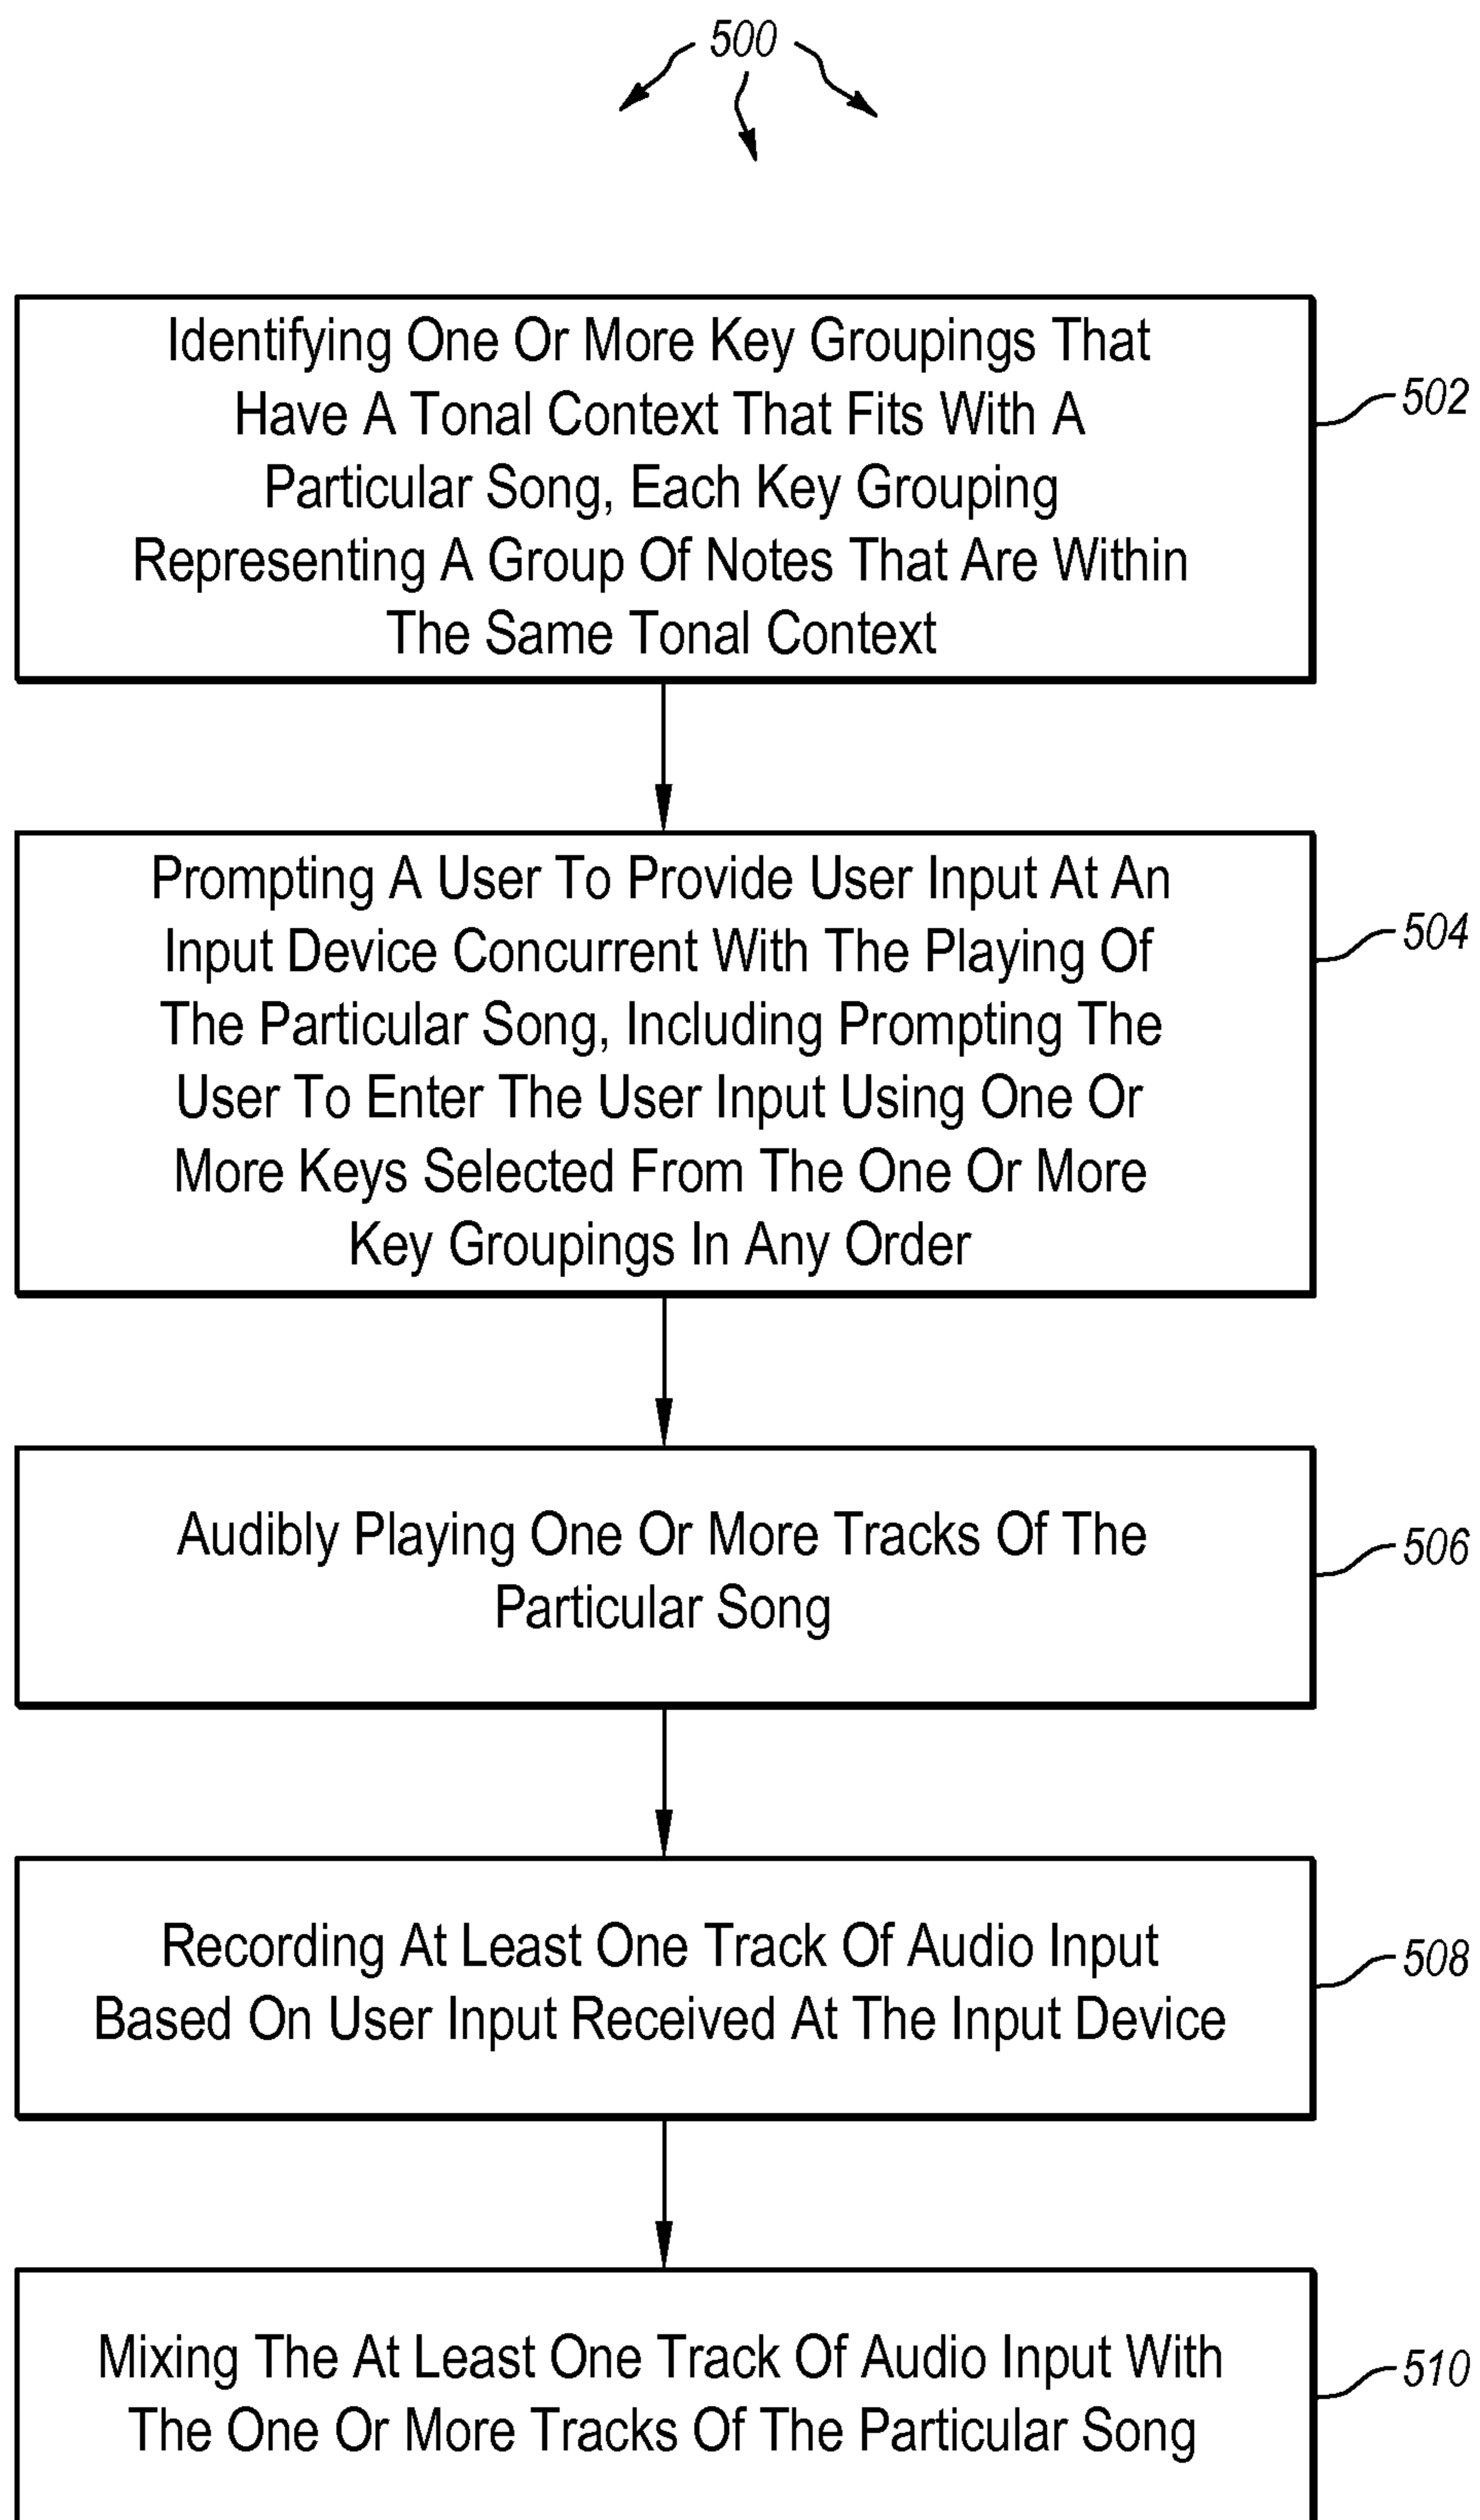 500
Identifying One Or More Key Groupings That
Have A Tonal Context That Fits With A
Particular Song, Each Key Grouping
Representing A Group Of Notes That Are Within
The Same Tonal Context
502
Prompting A User To Provide User Input At An
Input Device Concurrent With The Playing Of
The Particular Song, Including Prompting The
User To Enter The User Input Using One Or
More Keys Selected From The One Or More
Key Groupings In Any Order
504
Audibly Playing One Or More Tracks Of The
Particular Song
506
Recording At Least One Track Of Audio Input
Based On User Input Received At The Input Device
508
Mixing The At Least One Track Of Audio Input With
The One Or More Tracks Of The Particular Song
510